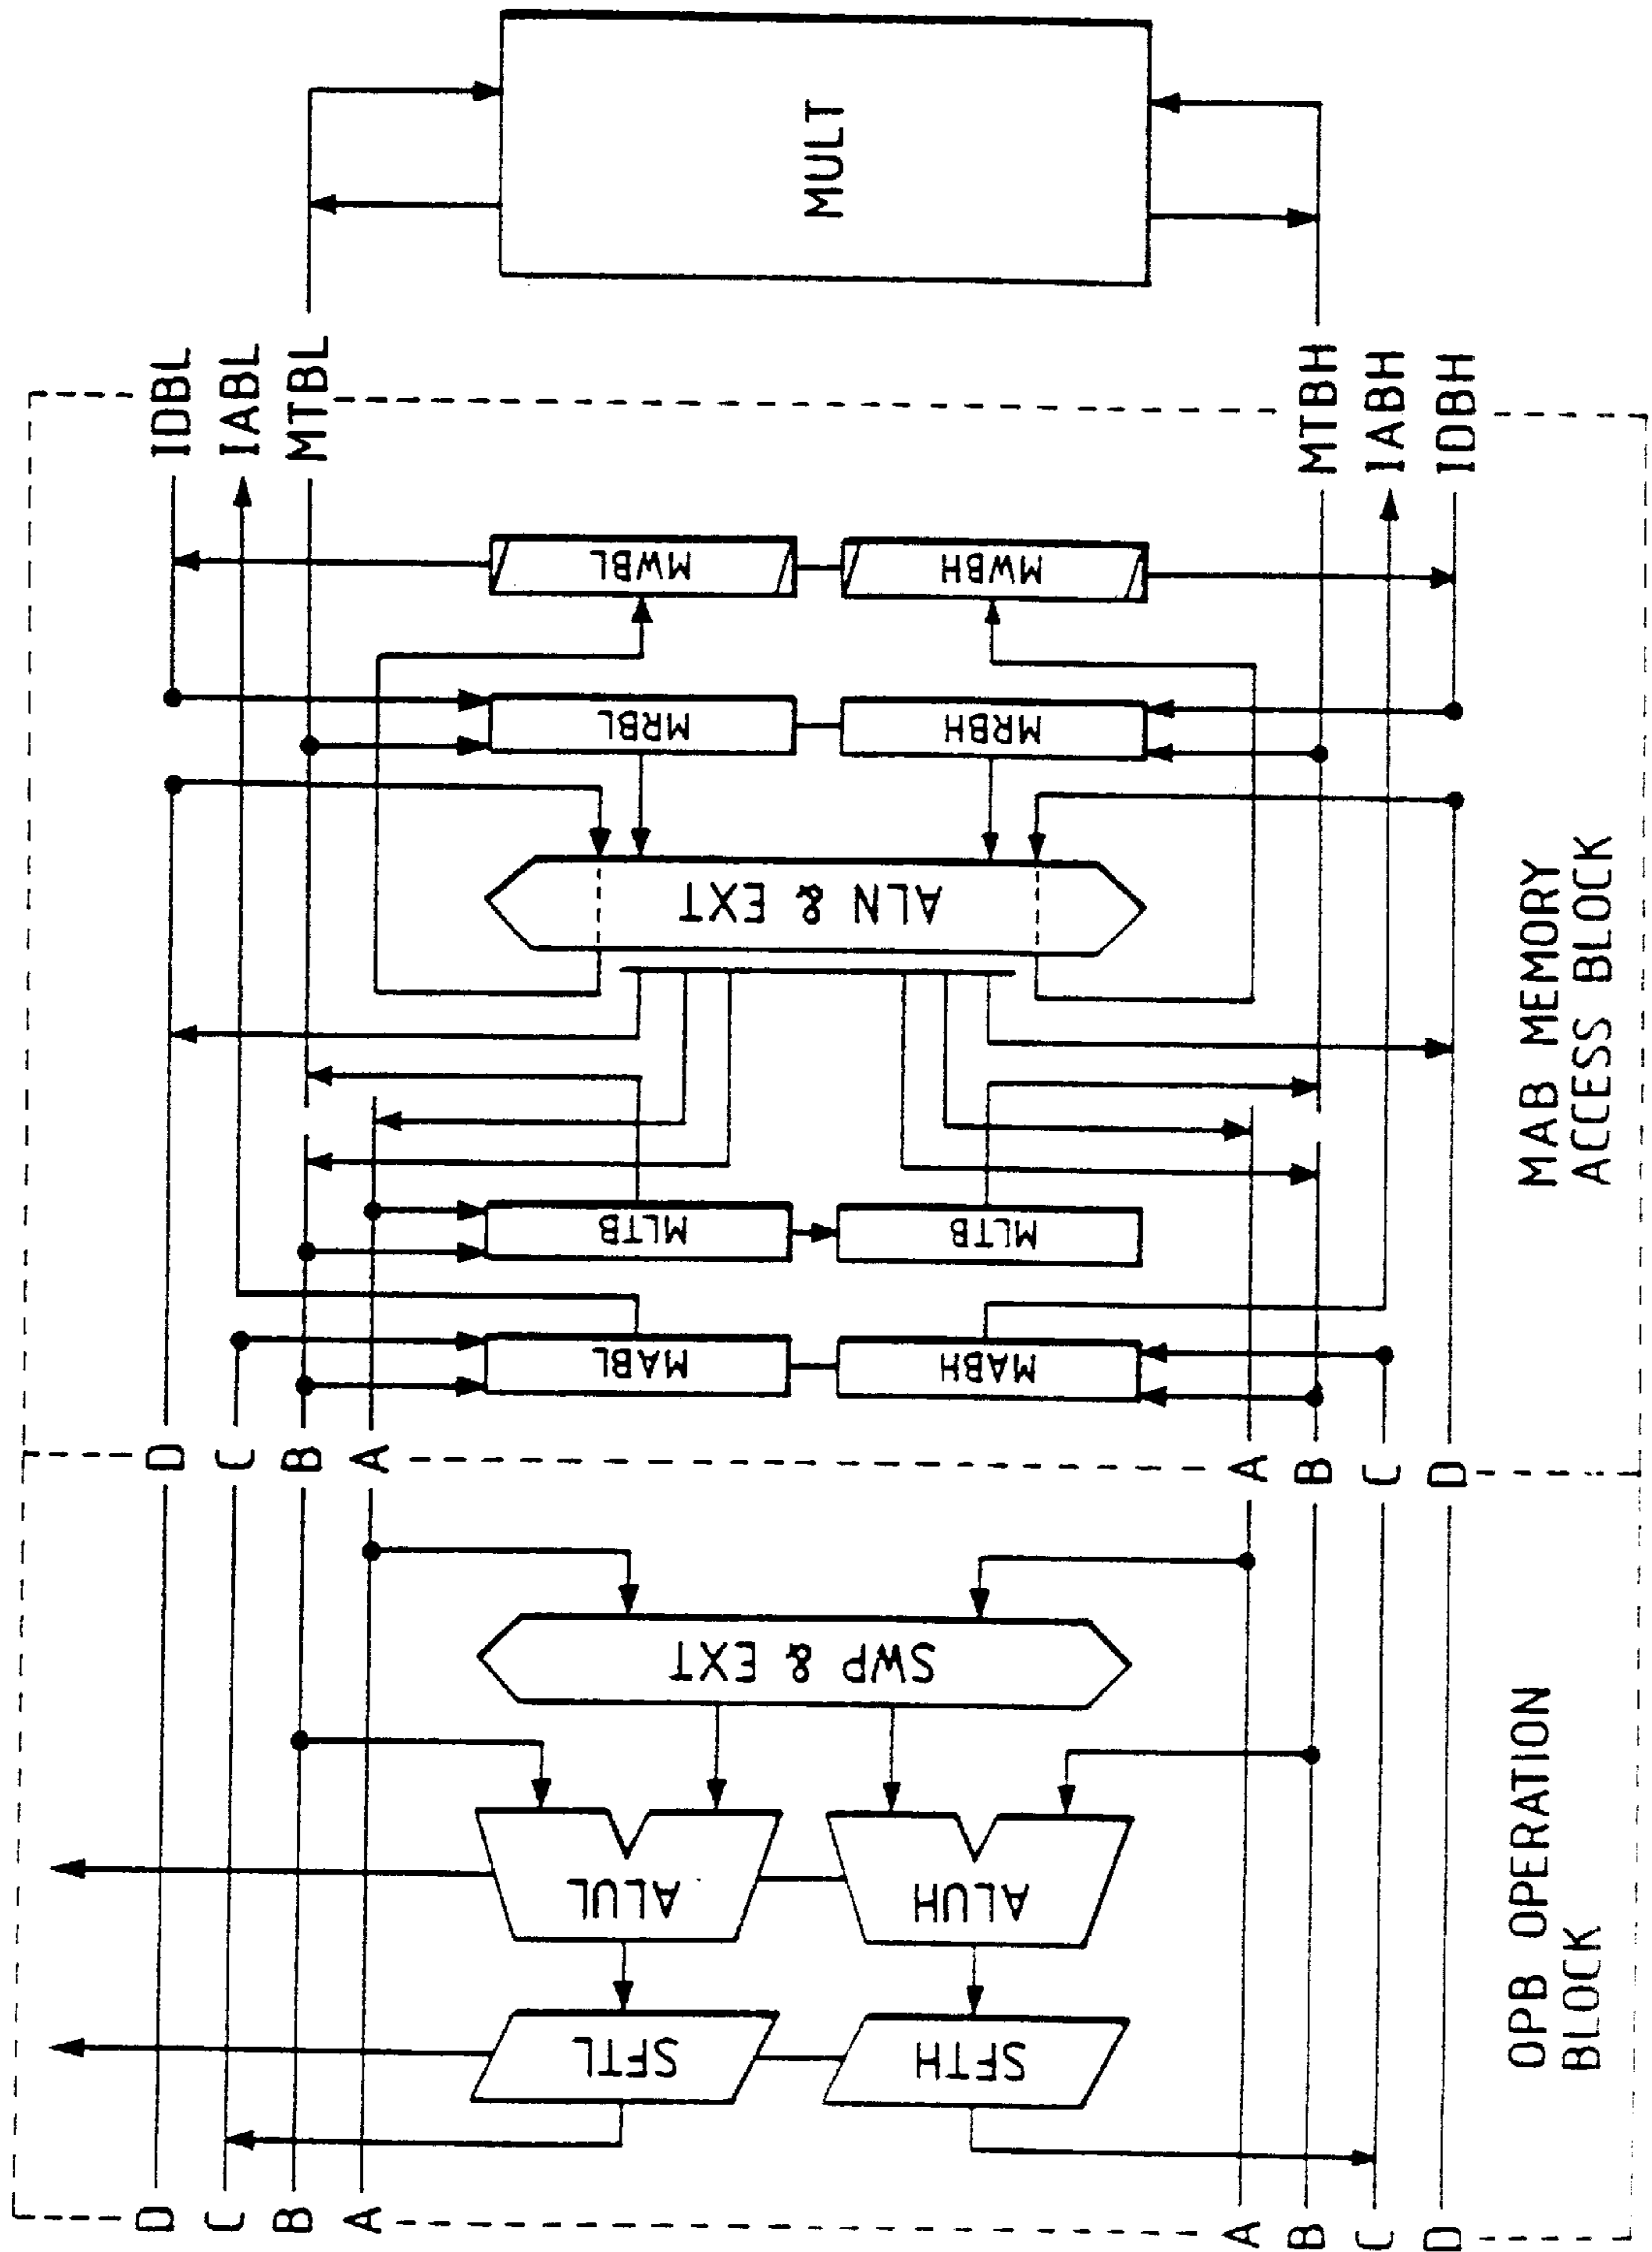 MULT
IDBL
IABL
MTBL
MTBH
IABH
IDBH
MWBL
MWBH
MRBL
MRBH
ALN & EXT
MLTB
MLTB
MABL
MABH
MAB MEMORY
ACCESS BLOCK
D
C
B
A
A
B
C
D
SWP & EXT
ALUL
ALUH
SFTL
SFTH
OPB OPERATION
BLOCK
D
C
B
A
A
B
C
D